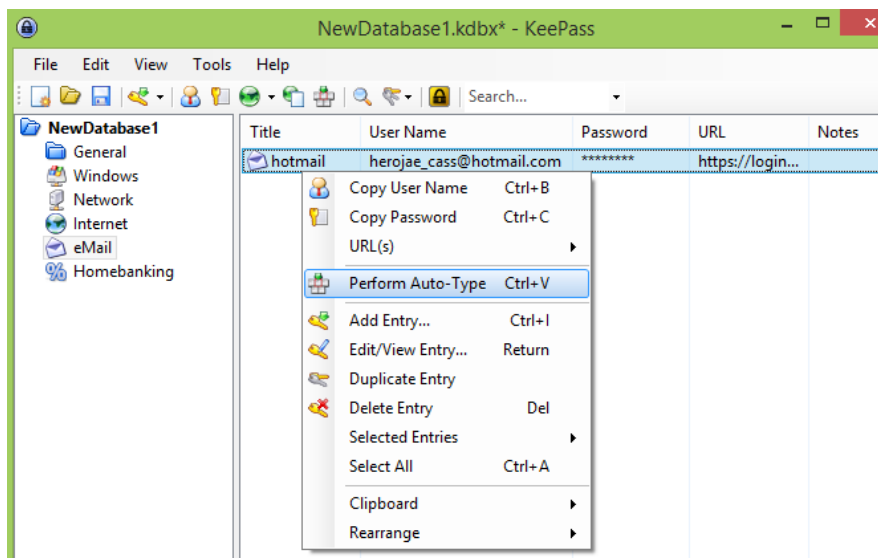 NewDatabase1.kdbx* - KeePass
File Edit View Tools Help
Search...
NewDatabase1
General
Windows
Network
Internet
eMail
Homebanking
Title User Name Password URL Notes
hotmail herojae_cass@hotmail.com ******** https://login...
Copy User Name Ctrl+B
Copy Password Ctrl+C
URL(s)
Perform Auto-Type Ctrl+V
Add Entry... Ctrl+I
Edit/View Entry... Return
Duplicate Entry
Delete Entry Del
Selected Entries
Select All Ctrl+A
Clipboard
Rearrange